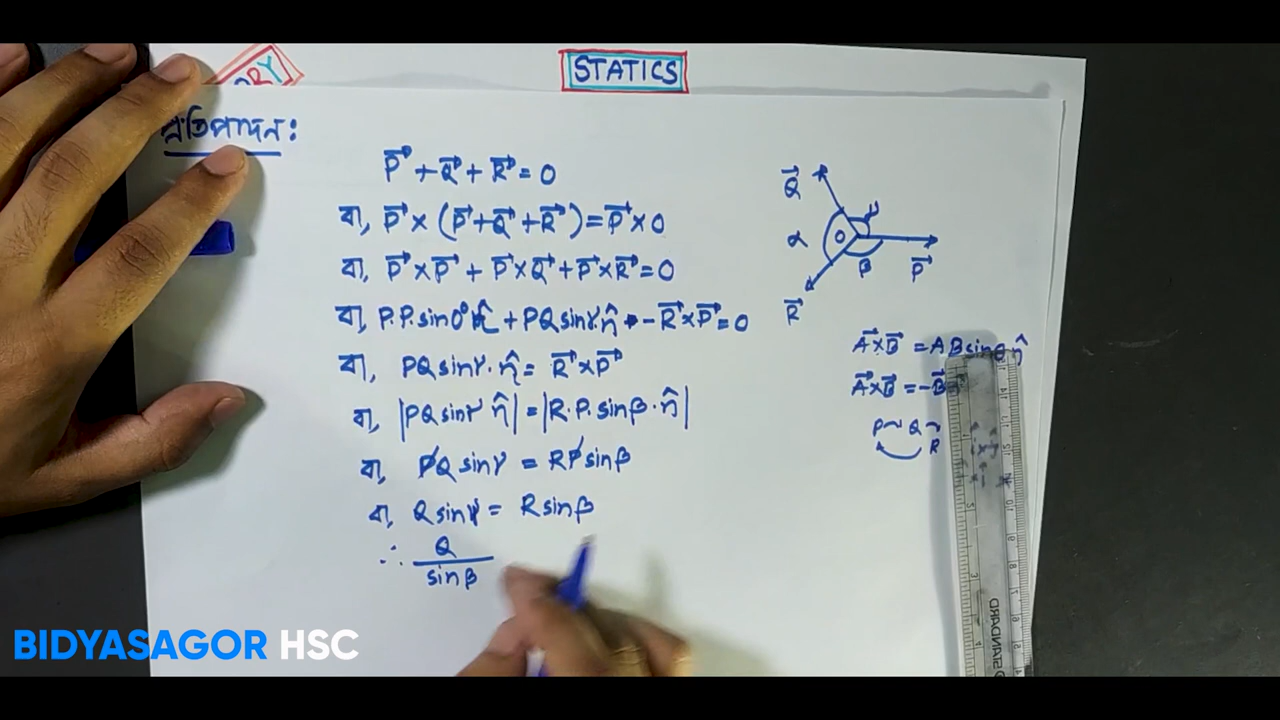 STATICS
প্রতিপাদন:
P⃗ + Q⃗ + R⃗ = 0
বা, P⃗ × (P⃗ + Q⃗ + R⃗) = P⃗ × 0
বা, P⃗ × P⃗ + P⃗ × Q⃗ + P⃗ × R⃗ = 0
বা, P.P. sin0° n̂ + PQ sinγ. n̂ - R⃗ × P⃗ = 0
বা, PQ sinγ. n̂ = R⃗ × P⃗
বা, |PQ sinγ n̂| = |R.P. sinβ. n̂|
বা, PQ sinγ = RP sinβ
বা, Q sinγ = R sinβ
∴ Q / sinβ
Q⃗
γ
α
O
β
P⃗
R⃗
A⃗ × B⃗ = AB sinθ n̂
A⃗ × B⃗ = -B⃗
P ~ Q ~
R
STANDARD
BIDYASAGOR HSC